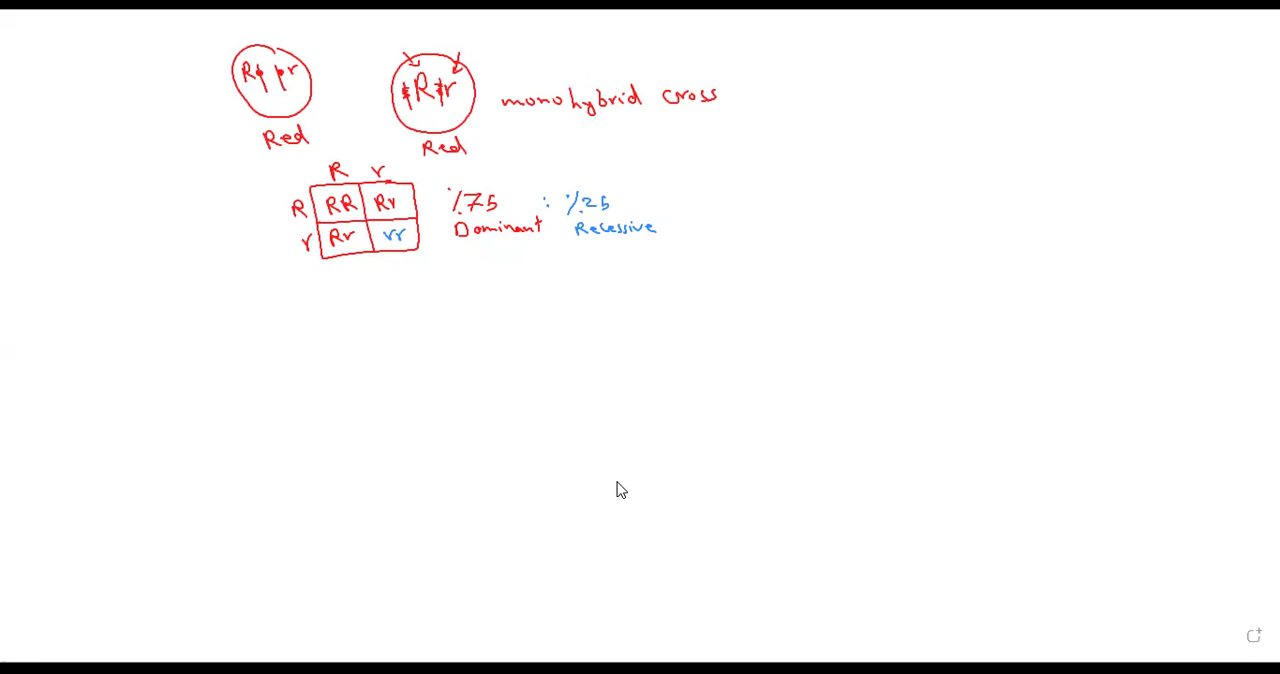 R r
R r
monohybrid cross
Red
Red
R r
R RR Rr
r Rr rr
٪75 : ٪25
Dominant Recessive